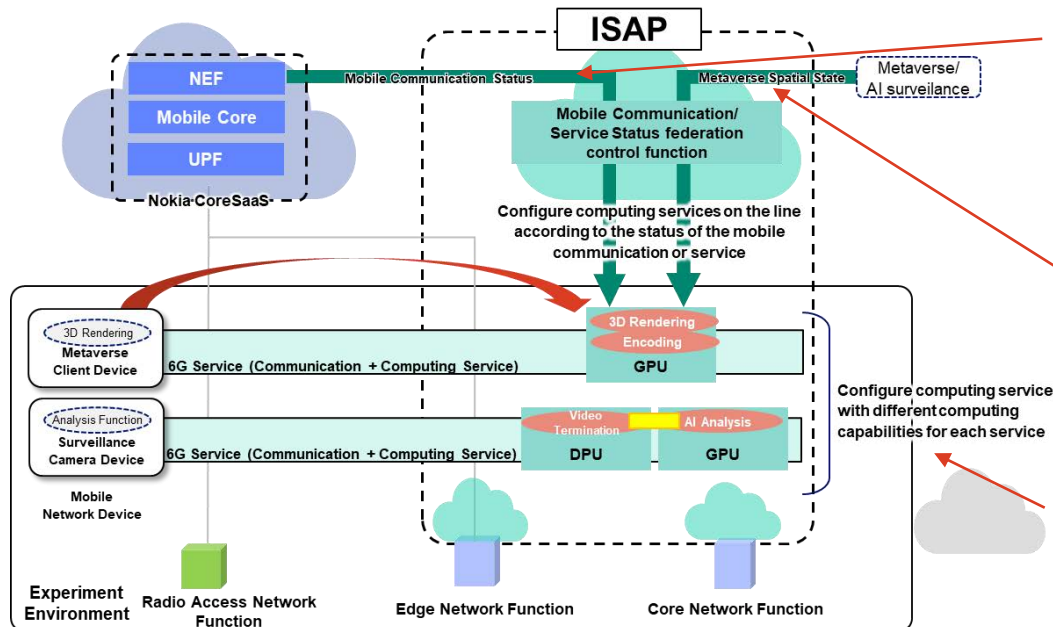 ISAP
NEF
Mobile Core
UPF
Nokia CoreSaaS
Mobile Communication Status
Metaverse Spatial State
Metaverse/
AI surveilance
Mobile Communication/
Service Status federation
control function
Configure computing services on the line
according to the status of the mobile
communication or service
3D Rendering
Metaverse
Client Device
6G Service (Communication + Computing Service)
3D Rendering
Encoding
GPU
Analysis Function
Surveillance
Camera Device
6G Service (Communication + Computing Service)
Video
Termination
DPU
AI Analysis
GPU
Configure computing service
with different computing
capabilities for each service
Mobile
Network Device
Experiment
Environment
Radio Access Network
Function
Edge Network Function
Core Network Function